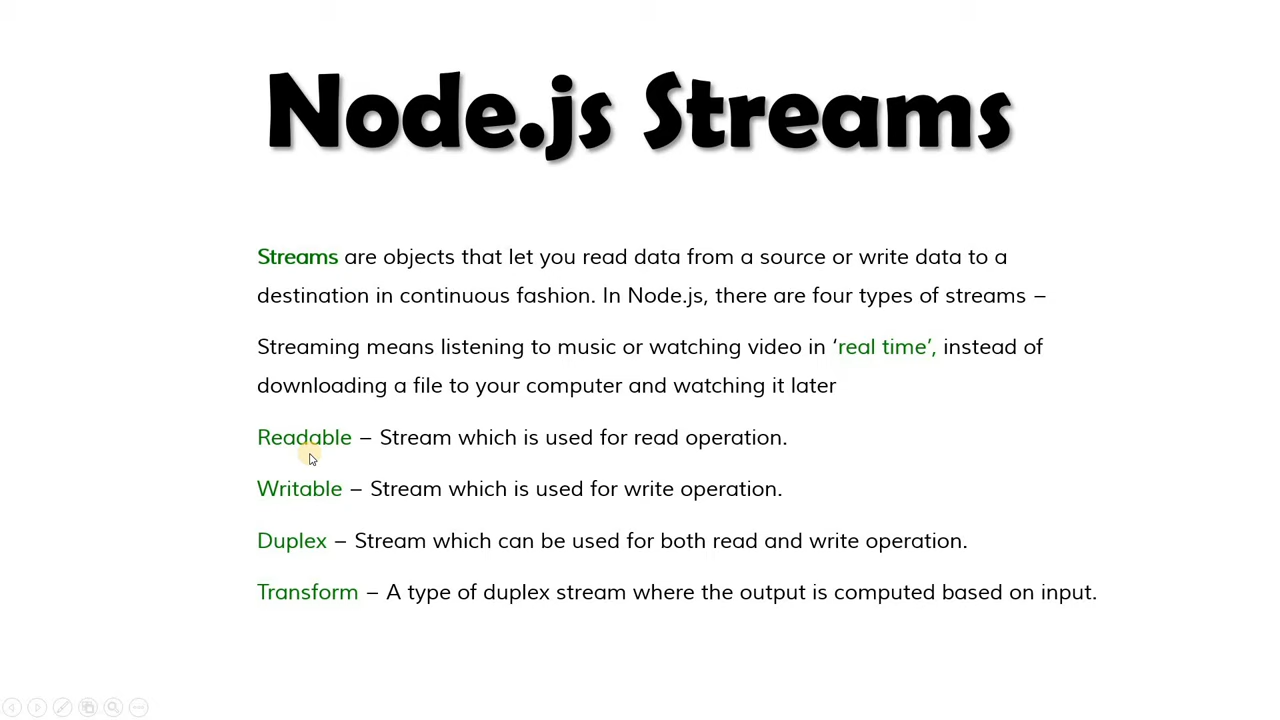 Node.js Streams
Streams are objects that let you read data from a source or write data to a
destination in continuous fashion. In Node.js, there are four types of streams –
Streaming means listening to music or watching video in ‘real time’, instead of
downloading a file to your computer and watching it later
Readable – Stream which is used for read operation.
Writable – Stream which is used for write operation.
Duplex – Stream which can be used for both read and write operation.
Transform – A type of duplex stream where the output is computed based on input.